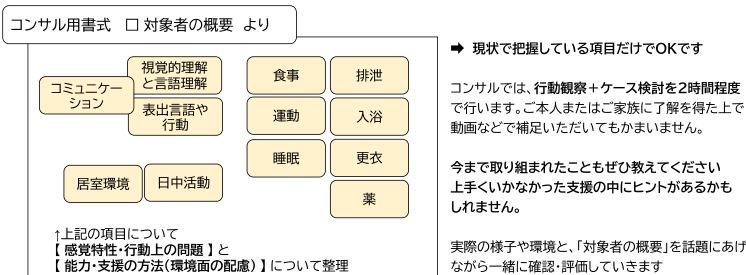 コンサル用書式　□ 対象者の概要 より
視覚的理解
と言語理解
コミュニケー
ション
表出言語や
行動
居室環境
日中活動
食事
排泄
運動
入浴
睡眠
更衣
薬
↑上記の項目について
【 感覚特性・行動上の問題 】 と
【 能力・支援の方法(環境面の配慮) 】 について整理
➡ 現状で把握している項目だけでOKです
コンサルでは、行動観察＋ケース検討を2時間程度
で行います。ご本人またはご家族に了解を得た上で
動画などで補足いただいてもかまいません。
今まで取り組まれたこともぜひ教えてください
上手くいかなかった支援の中にヒントがあるかも
しれません。
実際の様子や環境と、「対象者の概要」を話題にあげ
ながら一緒に確認・評価していきます